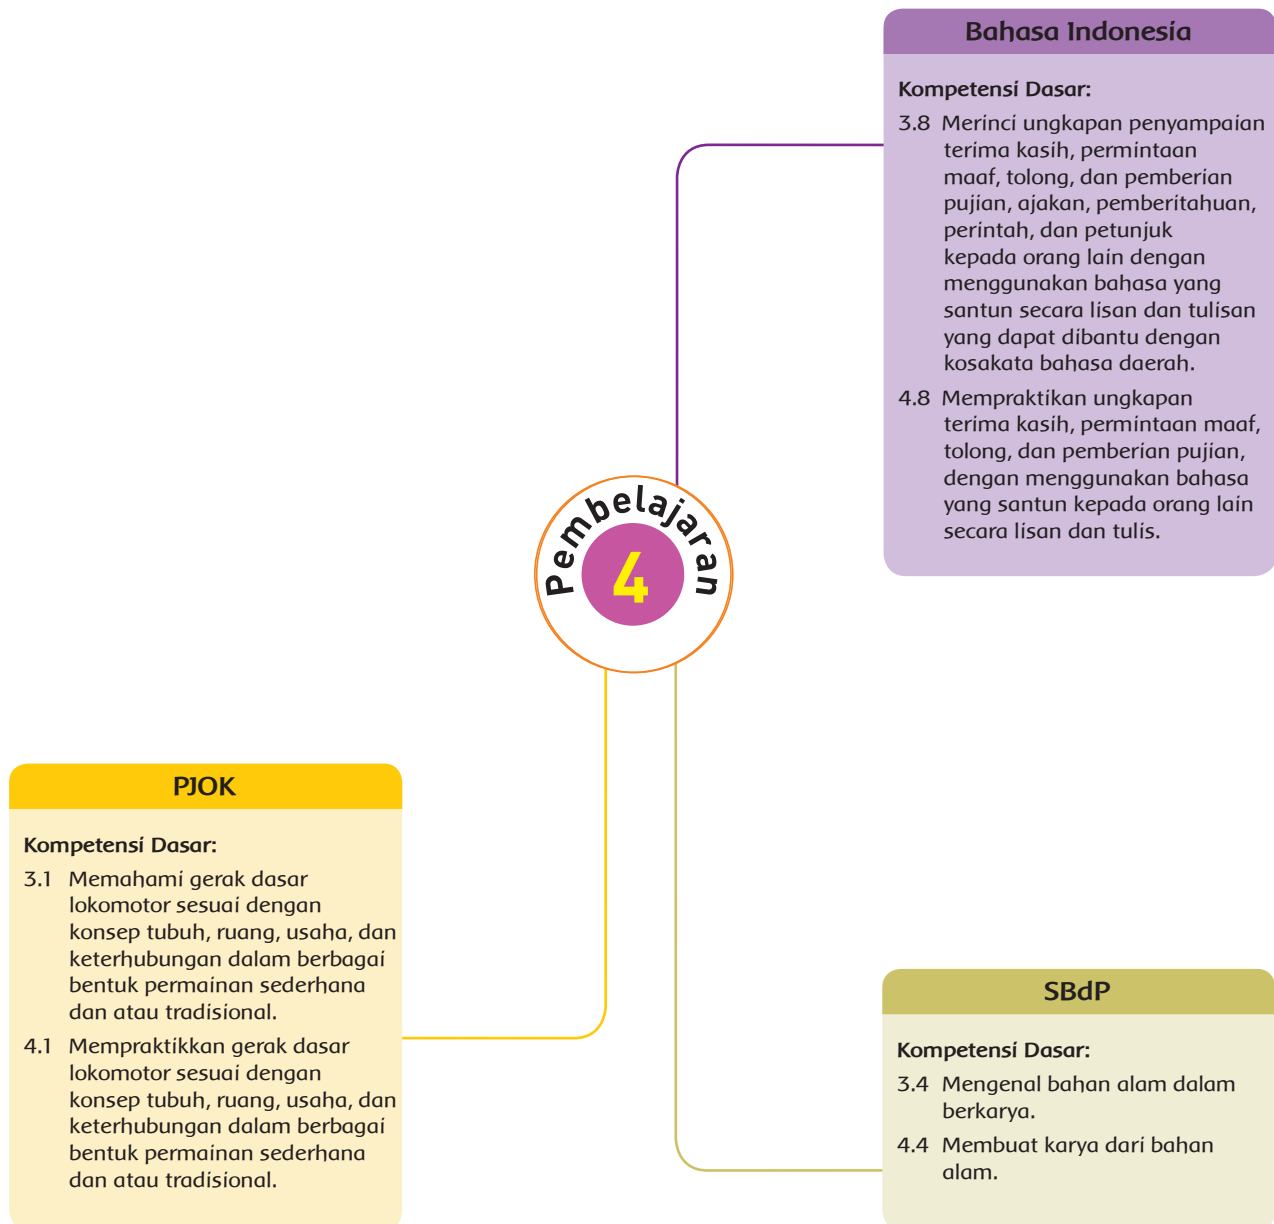 Bahasa Indonesia
Kompetensi Dasar:
3.8 Merinci ungkapan penyampaian
terima kasih, permintaan
maaf, tolong, dan pemberian
pujian, ajakan, pemberitahuan,
perintah, dan petunjuk
kepada orang lain dengan
menggunakan bahasa yang
santun secara lisan dan tulisan
yang dapat dibantu dengan
kosakata bahasa daerah.
4.8 Mempraktikan ungkapan
terima kasih, permintaan maaf,
tolong, dan pemberian pujian,
dengan menggunakan bahasa
yang santun kepada orang lain
secara lisan dan tulis.
Pembelajaran
4
PJOK
Kompetensi Dasar:
3.1 Memahami gerak dasar
lokomotor sesuai dengan
konsep tubuh, ruang, usaha, dan
keterhubungan dalam berbagai
bentuk permainan sederhana
dan atau tradisional.
4.1 Mempraktikkan gerak dasar
lokomotor sesuai dengan
konsep tubuh, ruang, usaha, dan
keterhubungan dalam berbagai
bentuk permainan sederhana
dan atau tradisional.
SBdP
Kompetensi Dasar:
3.4 Mengenal bahan alam dalam
berkarya.
4.4 Membuat karya dari bahan
alam.